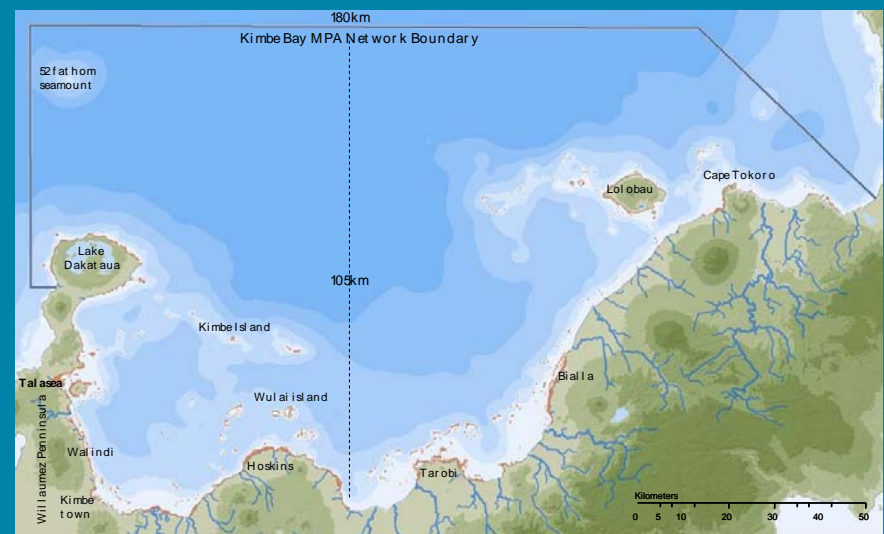 180km
Kimbe Bay MPA Network Boundary
52 fathom
seamount
Cape Tokoro
Lolobau
Lake
Dakataua
105km
Kimbe Island
Talasea
Bialla
Wulai island
Willaumez Penninsula
Walindi
Hoskins
Tarobi
Kimbe
town
Kilometers
0 5 10 20 30 40 50